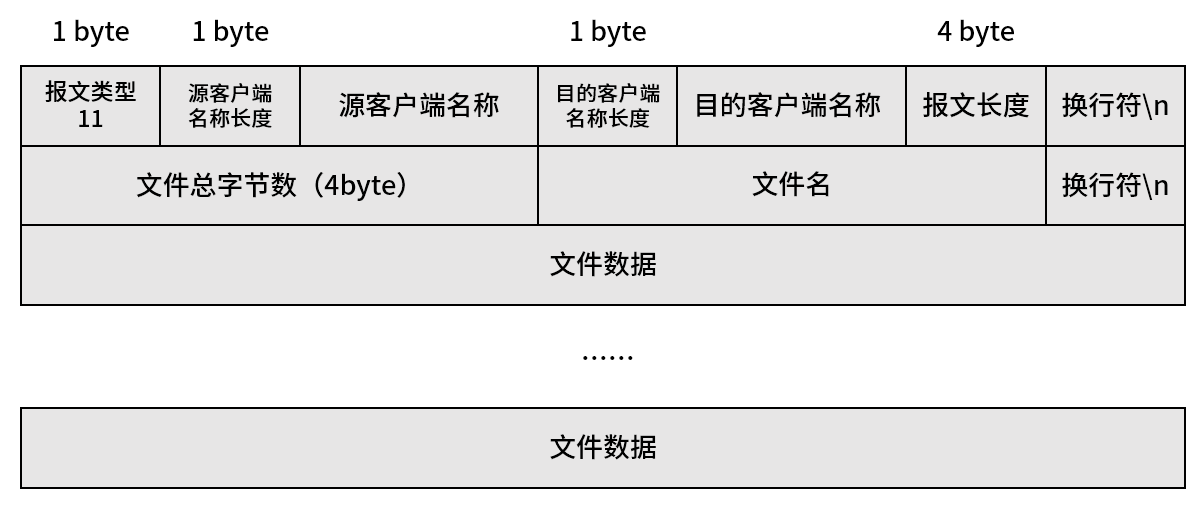 1 byte 1 byte 1 byte 4 byte
报文类型
11
源客户端
名称长度
源客户端名称
目的客户端
名称长度
目的客户端名称
报文长度
换行符\n
文件总字节数（4byte）
文件名
换行符\n
文件数据
······
文件数据